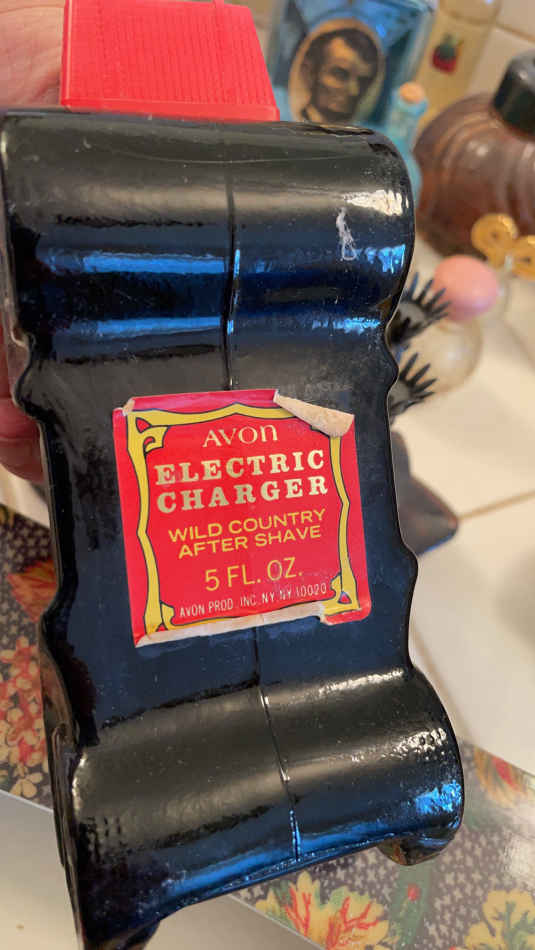 AVON
ELECTRIC
CHARGER
WILD COUNTRY
AFTER SHAVE
5 FL. OZ.
AVON PROD. INC. NY, NY 10020